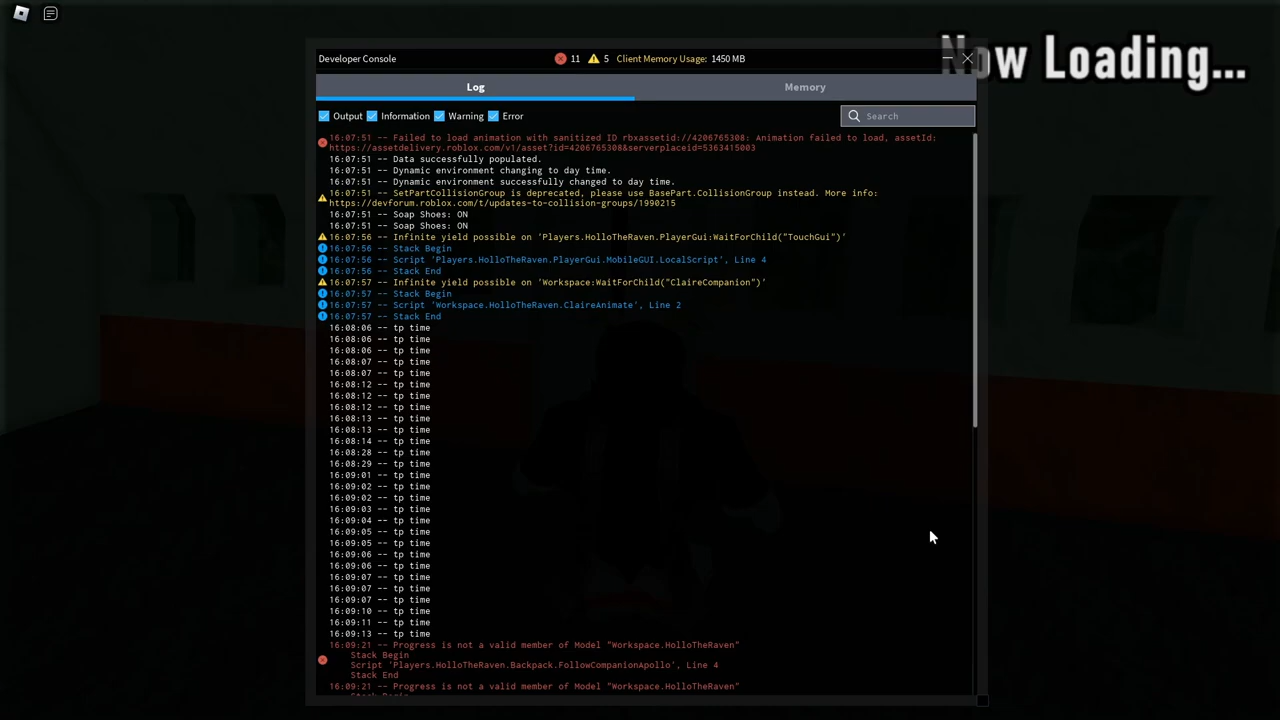 Now Loading...
Developer Console
11
5
Client Memory Usage: 1450 MB
Log
Memory
Output
Information
Warning
Error
Search
16:07:51 -- Failed to load animation with sanitized ID rbxassetid://4206765308: Animation failed to load, assetId:
https://assetdelivery.roblox.com/v1/asset?id=4206765308&serverplaceid=5363415003
16:07:51 -- Data successfully populated.
16:07:51 -- Dynamic environment changing to day time.
16:07:51 -- Dynamic environment successfully changed to day time.
16:07:51 -- SetPartCollisionGroup is deprecated, please use BasePart.CollisionGroup instead. More info:
https://devforum.roblox.com/t/updates-to-collision-groups/1990215
16:07:51 -- Soap Shoes: ON
16:07:51 -- Soap Shoes: ON
16:07:56 -- Infinite yield possible on 'Players.HolloTheRaven.PlayerGui:WaitForChild("TouchGui")'
16:07:56 -- Stack Begin
16:07:56 -- Script 'Players.HolloTheRaven.PlayerGui.MobileGUI.LocalScript', Line 4
16:07:56 -- Stack End
16:07:57 -- Infinite yield possible on 'Workspace:WaitForChild("ClaireCompanion")'
16:07:57 -- Stack Begin
16:07:57 -- Script 'Workspace.HolloTheRaven.ClaireAnimate', Line 2
16:07:57 -- Stack End
16:08:06 -- tp time
16:08:06 -- tp time
16:08:06 -- tp time
16:08:07 -- tp time
16:08:07 -- tp time
16:08:12 -- tp time
16:08:12 -- tp time
16:08:12 -- tp time
16:08:13 -- tp time
16:08:13 -- tp time
16:08:14 -- tp time
16:08:28 -- tp time
16:08:29 -- tp time
16:09:01 -- tp time
16:09:02 -- tp time
16:09:02 -- tp time
16:09:03 -- tp time
16:09:04 -- tp time
16:09:05 -- tp time
16:09:05 -- tp time
16:09:06 -- tp time
16:09:06 -- tp time
16:09:07 -- tp time
16:09:07 -- tp time
16:09:07 -- tp time
16:09:10 -- tp time
16:09:11 -- tp time
16:09:13 -- tp time
16:09:21 -- Progress is not a valid member of Model "Workspace.HolloTheRaven"
Stack Begin
Script 'Players.HolloTheRaven.Backpack.FollowCompanionApollo', Line 4
Stack End
16:09:21 -- Progress is not a valid member of Model "Workspace.HolloTheRaven"